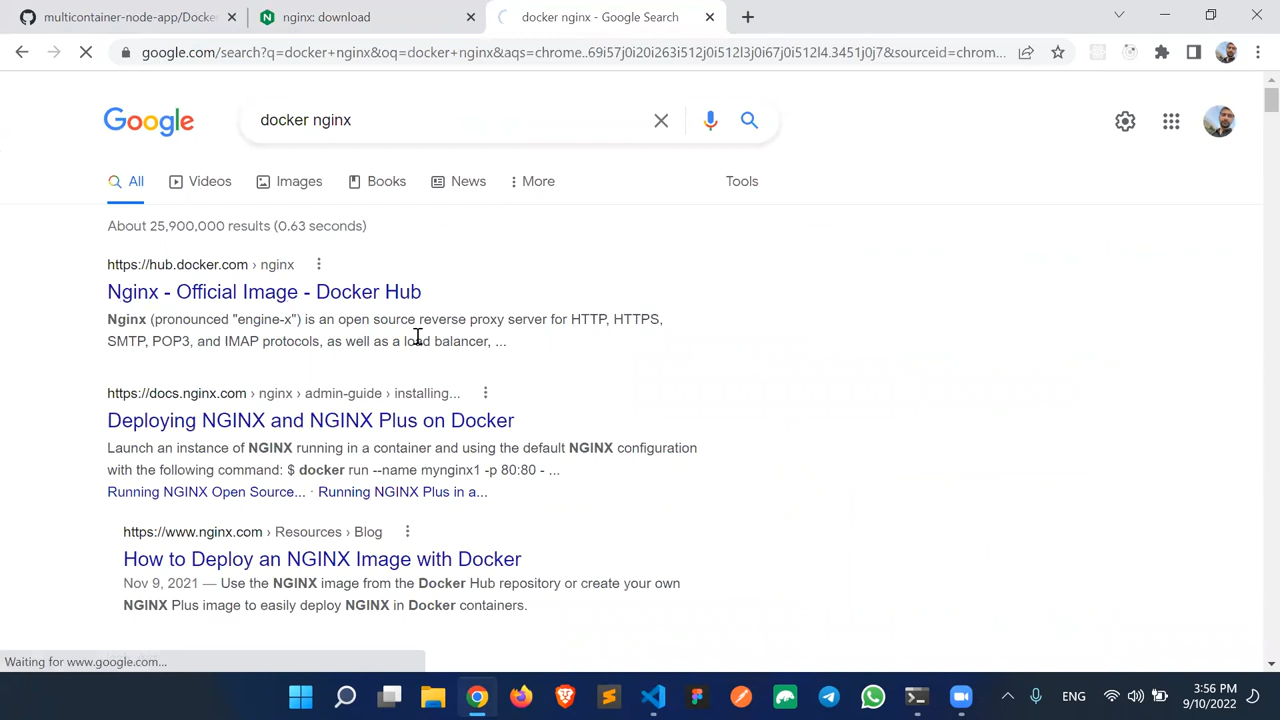 multicontainer-node-app/Docker
nginx: download
docker nginx - Google Search
google.com/search?q=docker+nginx&oq=docker+nginx&aqs=chrome..69i57j0i20i263i512j0i512l3j0i67j0i512l4.3451j0j7&sourceid=chrom...
Google
docker nginx
All
Videos
Images
Books
News
More
Tools
About 25,900,000 results (0.63 seconds)
https://hub.docker.com › nginx
Nginx - Official Image - Docker Hub
Nginx (pronounced "engine-x") is an open source reverse proxy server for HTTP, HTTPS,
SMTP, POP3, and IMAP protocols, as well as a load balancer, ...
https://docs.nginx.com › nginx › admin-guide › installing...
Deploying NGINX and NGINX Plus on Docker
Launch an instance of NGINX running in a container and using the default NGINX configuration
with the following command: $ docker run --name mynginx1 -p 80:80 - ...
Running NGINX Open Source... · Running NGINX Plus in a...
https://www.nginx.com › Resources › Blog
How to Deploy an NGINX Image with Docker
Nov 9, 2021 — Use the NGINX image from the Docker Hub repository or create your own
NGINX Plus image to easily deploy NGINX in Docker containers.
Waiting for www.google.com...
ENG
3:56 PM
9/10/2022